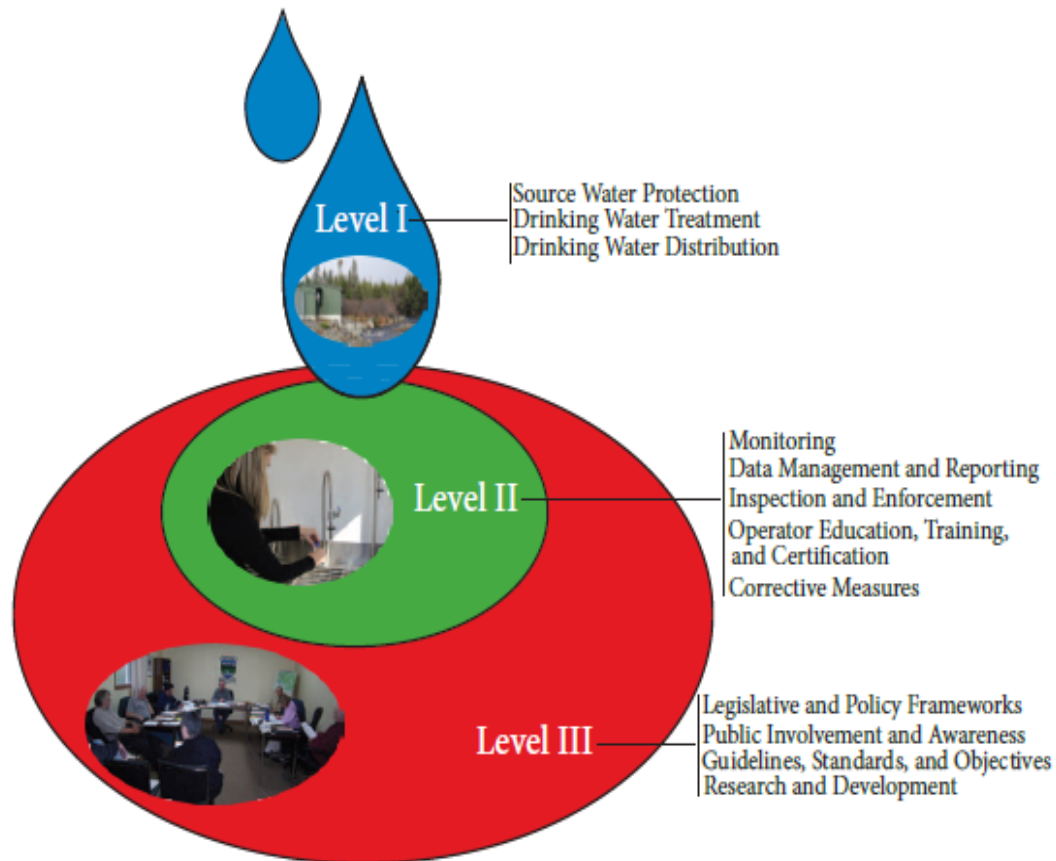 Level I
Source Water Protection
Drinking Water Treatment
Drinking Water Distribution
Level II
Monitoring
Data Management and Reporting
Inspection and Enforcement
Operator Education, Training,
and Certification
Corrective Measures
Level III
Legislative and Policy Frameworks
Public Involvement and Awareness
Guidelines, Standards, and Objectives
Research and Development